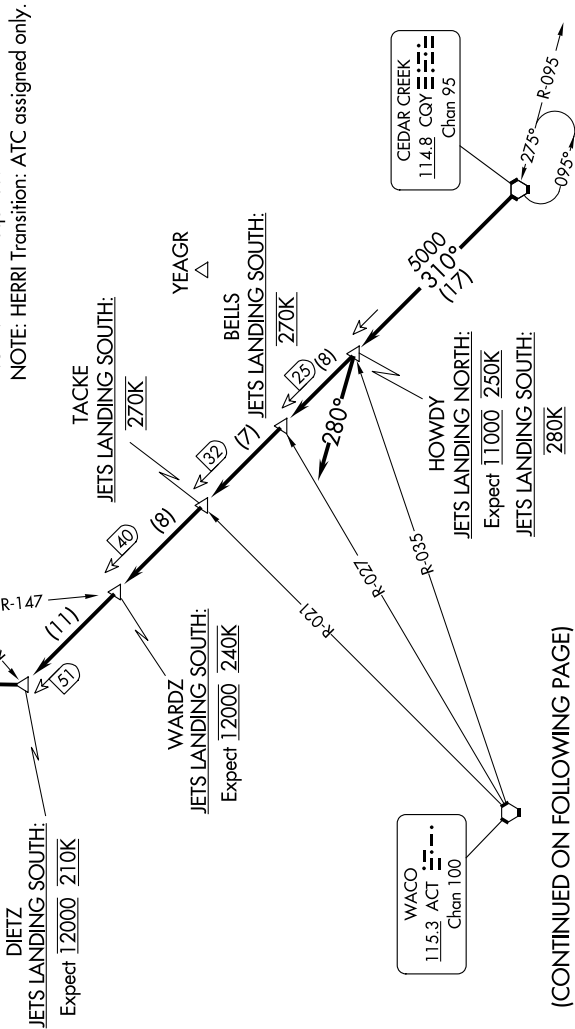 NOTE: HERRI Transition: ATC assigned only.
DIETZ
JETS LANDING SOUTH:
Expect 12000 210K
51
(11)
R-147
40
(8)
WARDZ
JETS LANDING SOUTH:
Expect 12000 240K
TACKE
JETS LANDING SOUTH:
270K
32
(7)
YEAGR
BELLS
JETS LANDING SOUTH:
270K
25
(8)
280°
HOWDY
JETS LANDING NORTH:
Expect 11000 250K
JETS LANDING SOUTH:
280K
5000
310°
(17)
CEDAR CREEK
114.8 CQY
Chan 95
275°
R-095
095°
R-021
R-027
R-035
WACO
115.3 ACT
Chan 100
(CONTINUED ON FOLLOWING PAGE)